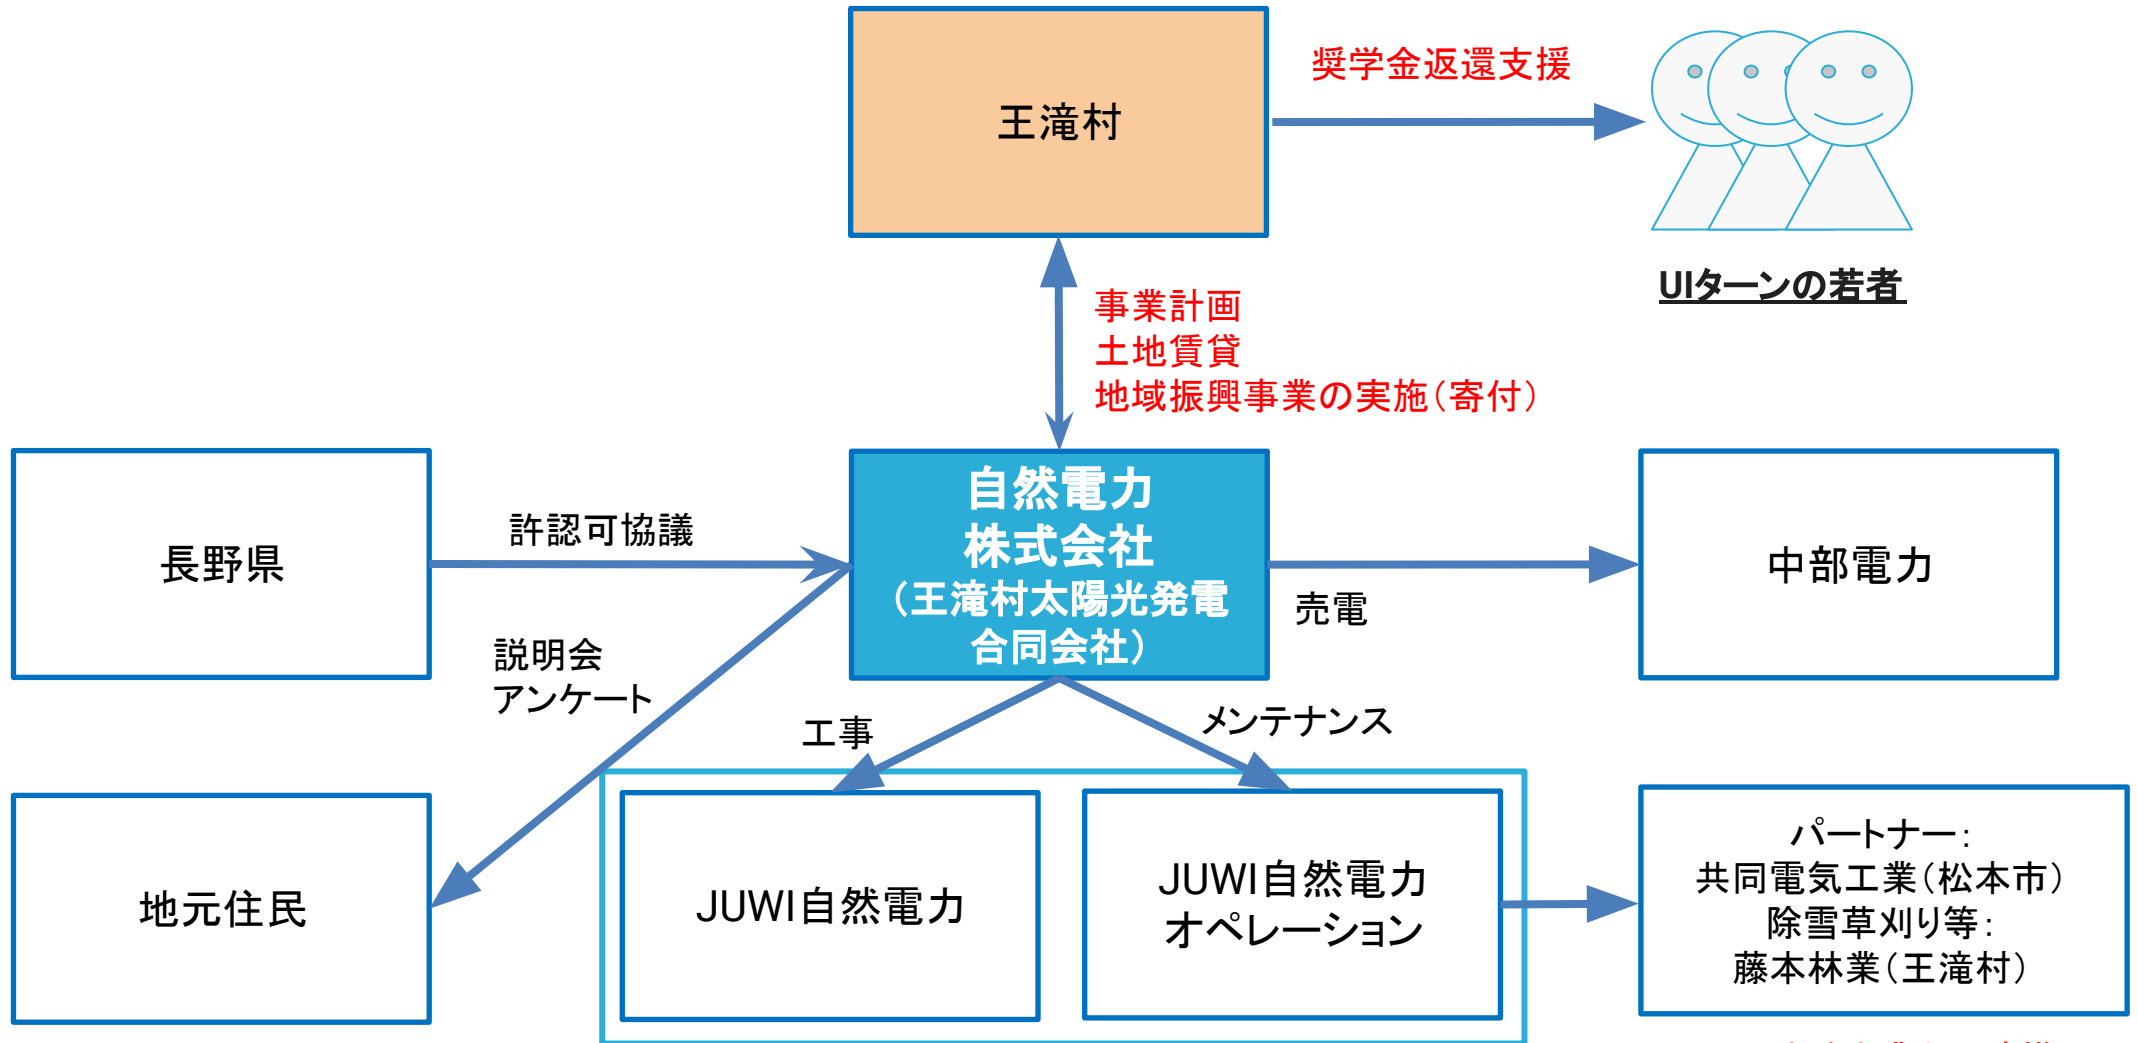 王滝村
奨学金返還支援
UIターンの若者
事業計画
土地賃貸
地域振興事業の実施（寄付）
長野県
許認可協議
自然電力
株式会社
（王滝村太陽光発電
合同会社）
売電
中部電力
説明会
アンケート
工事
メンテナンス
地元住民
JUWI自然電力
JUWI自然電力
オペレーション
パートナー：
共同電気工業（松本市）
除雪草刈り等：
藤本林業（王滝村）